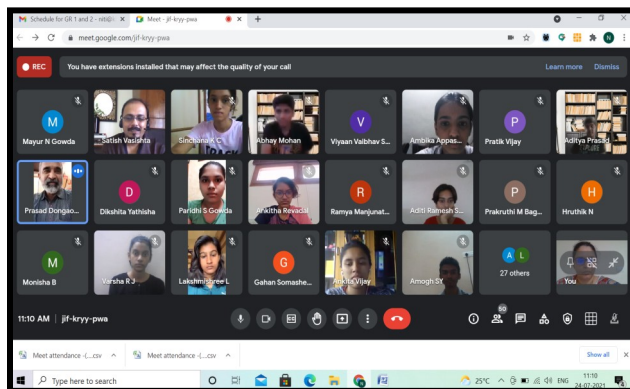 Schedule for GR 1 and 2 - niti@i
Meet - jif-kryy-pwa
meet.google.com/jif-kryy-pwa
N
REC
You have extensions installed that may affect the quality of your call
Learn more
Dismiss
M
Mayur N Gowda
Satish Vasishta
Sinchana K C
Abhay Mohan
V
Viyaan Vaibhav S...
Ambika Appas...
P
Pratik Vijay
Aditya Prasad
Prasad Dongao...
D
Dikshita Yathisha
Paridhi S Gowda
Ankitha Revadal
R
Ramya Manjunat...
Aditi Ramesh S...
P
Prakruthi M Bag...
H
Hruthik N
M
Monisha B
Varsha R J
Lakshmishree L
G
Gahan Somashe...
Ankita Vijay
Amogh SY
A L
27 others
You
11:10 AM | jif-kryy-pwa
50
Meet attendance -(....csv
Meet attendance -(....csv
Show all
Type here to search
25°C
ENG
11:10
24-07-2021